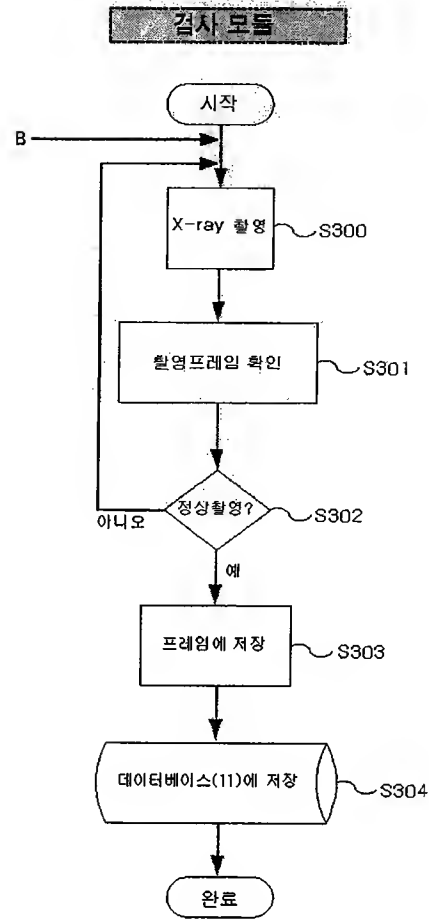 검사 모듈
시작
B
X-ray 촬영
S300
촬영프레임 확인
S301
정상촬영?
S302
아니오
예
프레임에 저장
S303
데이터베이스(11)에 저장
S304
완료